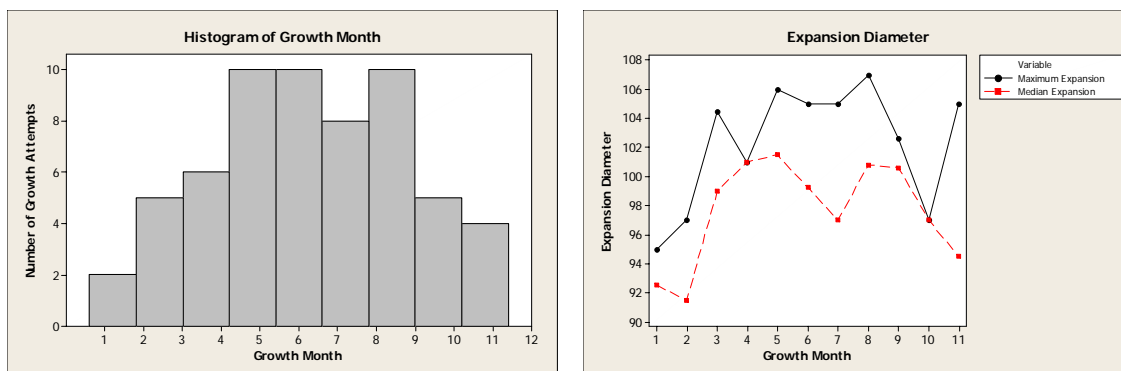 Histogram of Growth Month
Number of Growth Attempts
10
8
6
4
2
0
1 2 3 4 5 6 7 8 9 10 11 12
Growth Month
Expansion Diameter
Expansion Diameter
108
106
104
102
100
98
96
94
92
90
1 2 3 4 5 6 7 8 9 10 11
Growth Month
Variable
Maximum Expansion
Median Expansion